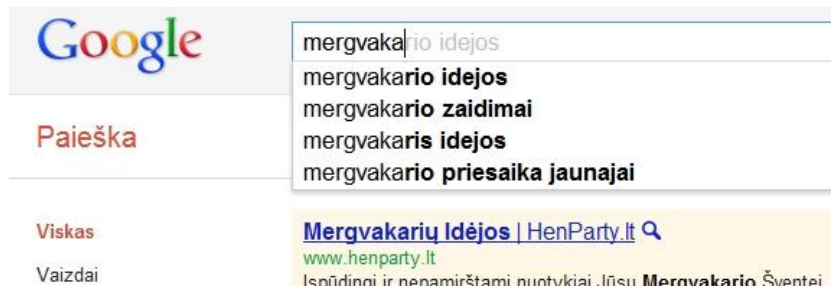 Google
mergvakario idejos
mergvakario idejos
mergvakario zaidimai
mergvakaris idejos
mergvakario priesaika jaunajai
Paieška
Viskas
Vaizdai
Mergvakarių Idėjos | HenParty.lt
www.henparty.lt
Įspūdingi ir nepamirštami nuotykiai Jūsų Mergvakario Šventei